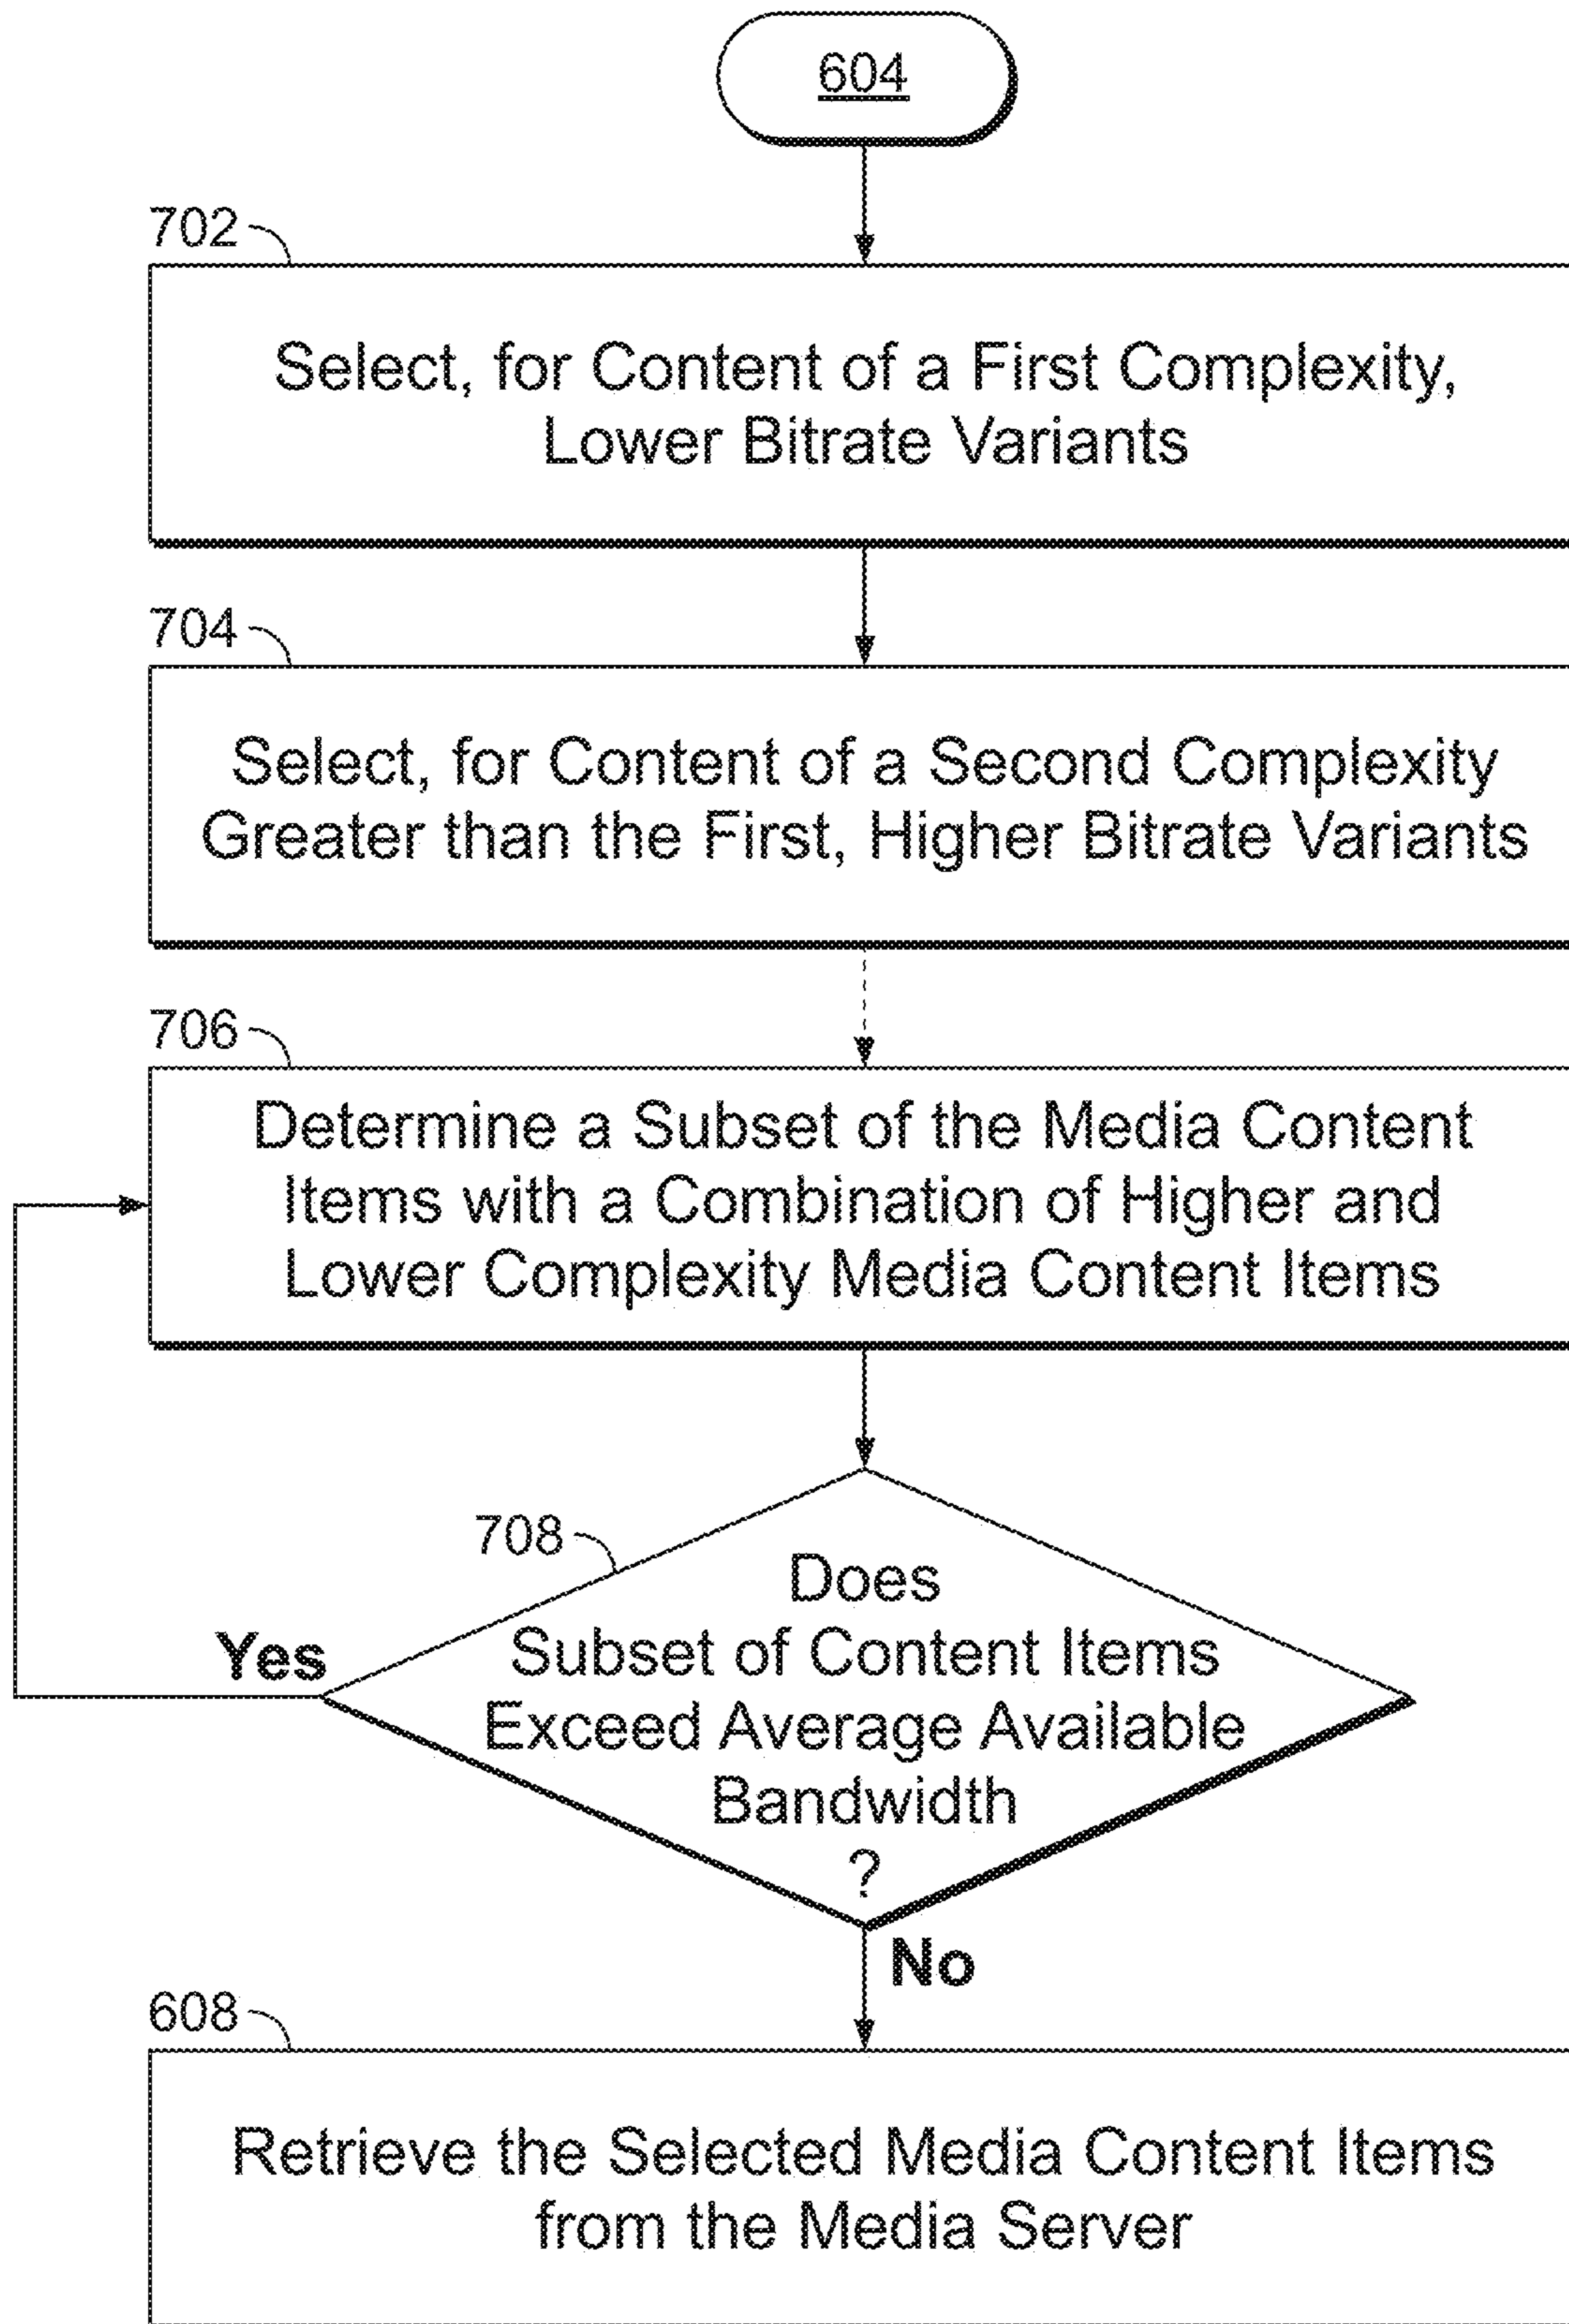 604
702
Select, for Content of a First Complexity,
Lower Bitrate Variants
704
Select, for Content of a Second Complexity
Greater than the First, Higher Bitrate Variants
706
Determine a Subset of the Media Content
Items with a Combination of Higher and
Lower Complexity Media Content Items
708
Does
Subset of Content Items
Exceed Average Available
Bandwidth
?
Yes
No
608
Retrieve the Selected Media Content Items
from the Media Server